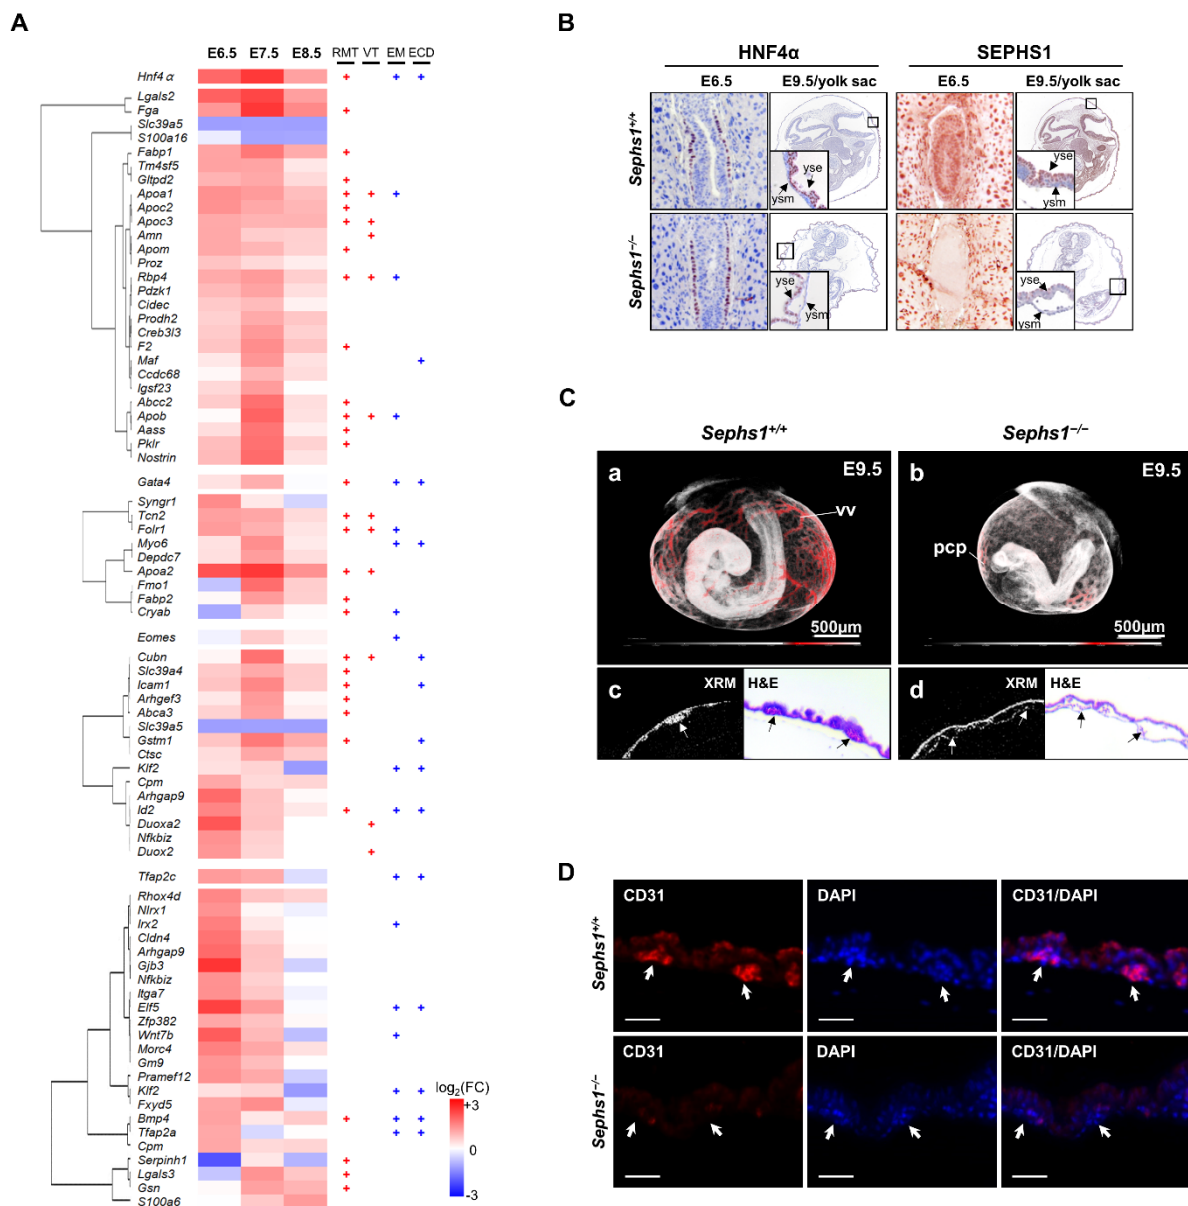 A
E6.5 E7.5 E8.5 RMT VT EM ECD
Hnf4α + + +
Lgals2
Fga +
Slc39a5
S100a16
Fabp1 +
Tm4sf5
Gltpd2 +
Apoa1 + + +
Apoc2 +
Apoc3 + +
Amn +
Apom +
Proz
Rbp4 + + +
Pdzk1
Cidec
Prodh2
Creb3l3
F2 +
Maf +
Ccdc68
Igsf23
Abcc2 +
Apob + + +
Aass +
Pklr +
Nostrin
Gata4 + + +
Syngr1
Tcn2 + +
Folr1 + + +
Myo6 + +
Depdc7
Apoa2 + +
Fmo1
Fabp2 +
Cryab +
Eomes +
Cubn + + +
Slc39a4 +
Icam1 + +
Arhgef3 +
Abca3 +
Slc39a5
Gstm1 + +
Ctsc
Klf2 + +
Cpm
Arhgap9
Id2 + + +
Duoxa2 +
Nfkbiz
Duox2 +
Tfap2c + +
Rhox4d
Nlrx1
Irx2 +
Cldn4
Arhgap9
Gjb3
Nfkbiz
Itga7
Elf5 + +
Zfp382
Wnt7b +
Morc4
Gm9
Pramef12
Klf2 + +
Fxyd5
Bmp4 + + +
Tfap2a + +
Cpm
Serpinh1 +
Lgals3 +
Gsn +
S100a6
log2(FC)
+3
0
-3
B
HNF4α SEPHS1
E6.5 E9.5/yolk sac E6.5 E9.5/yolk sac
Sephs1+/+
yse
ysm
yse
ysm
Sephs1−/−
yse
ysm
yse
ysm
C
Sephs1+/+ Sephs1−/−
a E9.5 b E9.5
vv
pcp
500µm 500µm
c XRM H&E d XRM H&E
D
Sephs1+/+
CD31 DAPI CD31/DAPI
Sephs1−/−
CD31 DAPI CD31/DAPI